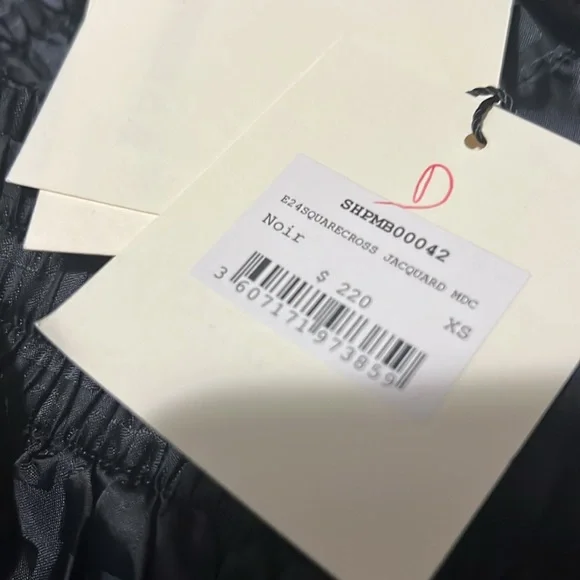 D
SHPMB00042
E24SQUARECROSS JACQUARD MDC
Noir
XS
$ 220
3 607171 973859